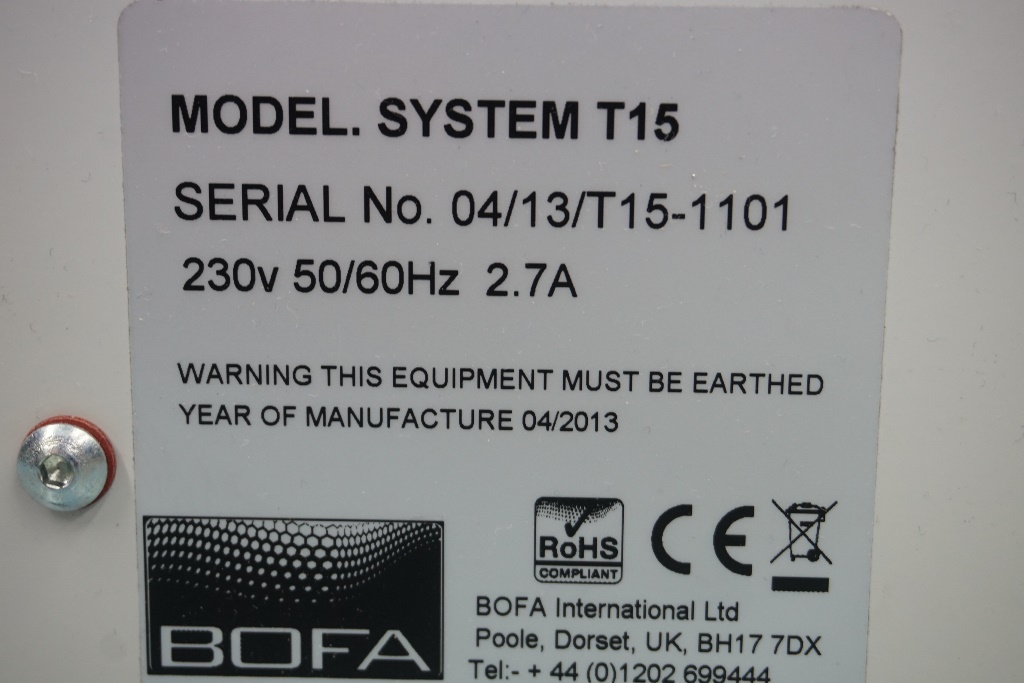 MODEL. SYSTEM T15
SERIAL No. 04/13/T15-1101
230v 50/60Hz 2.7A
WARNING THIS EQUIPMENT MUST BE EARTHED
YEAR OF MANUFACTURE 04/2013
RoHS
COMPLIANT
CE
BOFA
BOFA International Ltd
Poole, Dorset, UK, BH17 7DX
Tel:- + 44 (0)1202 699444